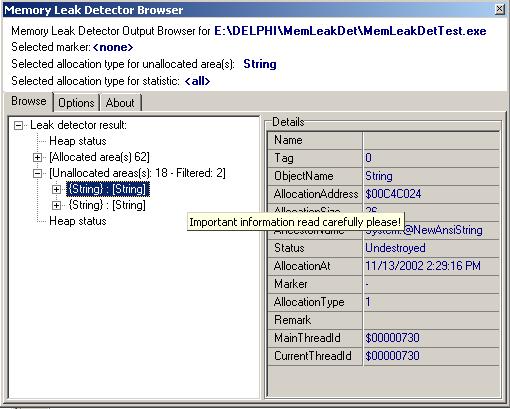 Memory Leak Detector Browser
Memory Leak Detector Output Browser for E:\DELPHI\MemLeakDet\MemLeakDetTest.exe
Selected marker: <none>
Selected allocation type for unallocated area(s): String
Selected allocation type for statistic: <all>
Browse Options About
Leak detector result:
Heap status
[Allocated area(s) 62]
[Unallocated areas(s): 18 - Filtered: 2]
{String} : [String]
{String} : [String]
Heap status
Important information read carefully please!
Details
Name
Tag 0
ObjectName String
AllocationAddress $00C4C024
AllocationSize 26
AncestorName System.@NewAnsiString
Status Undestroyed
AllocationAt 11/13/2002 2:29:16 PM
Marker -
AllocationType 1
Remark
MainThreadId $00000730
CurrentThreadId $00000730